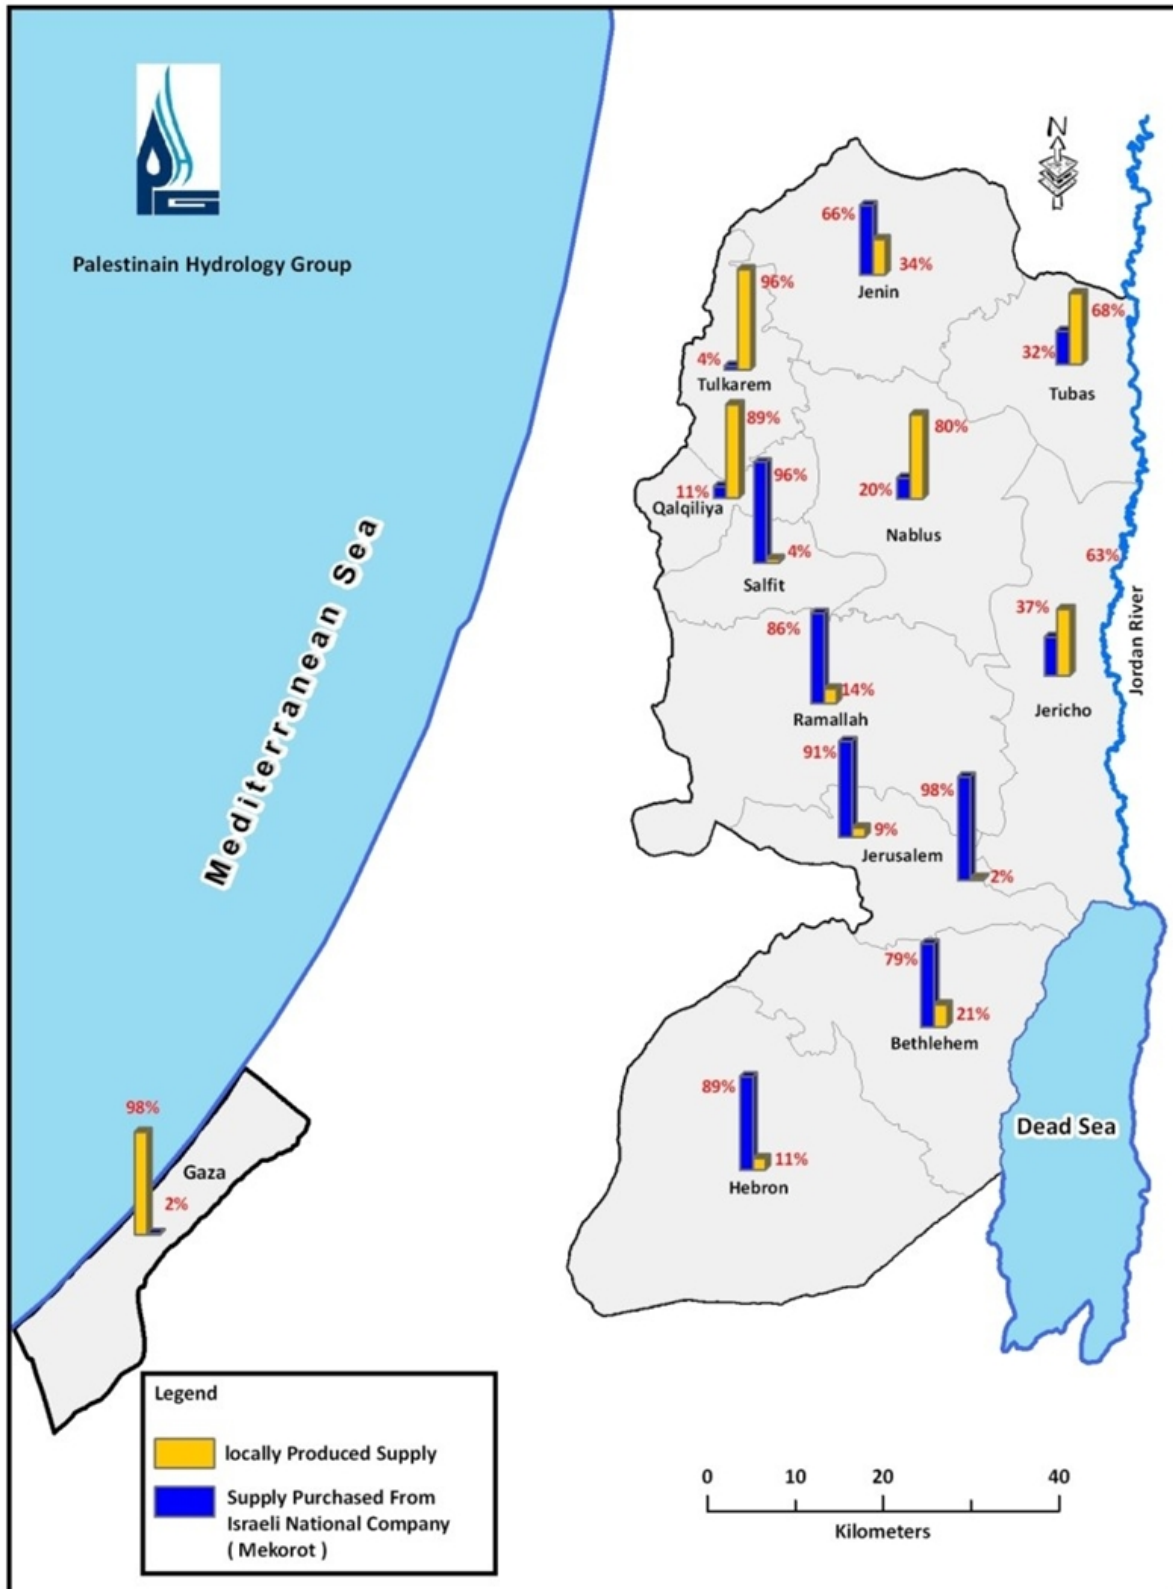 Palestinain Hydrology Group
N
66%
34%
Jenin
96%
4%
Tulkarem
68%
32%
Tubas
89%
11%
Qalqiliya
96%
4%
Salfit
80%
20%
Nablus
63%
37%
Jericho
Jordan River
86%
14%
Ramallah
91%
9%
Jerusalem
98%
2%
79%
21%
Bethlehem
89%
11%
Hebron
Mediterranean Sea
Dead Sea
98%
2%
Gaza
Legend
locally Produced Supply
Supply Purchased From
Israeli National Company
( Mekorot )
0 10 20 40
Kilometers